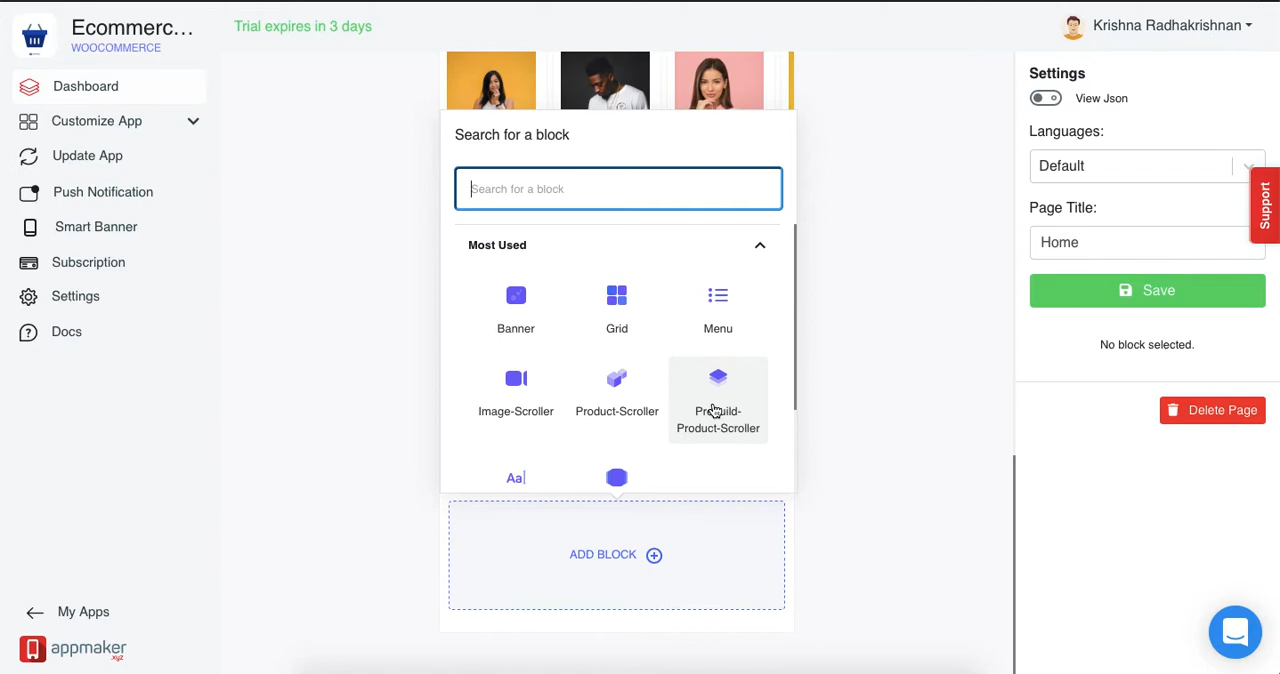 Ecommerc...
WOOCOMMERCE
Trial expires in 3 days
Krishna Radhakrishnan
Dashboard
Customize App
Update App
Push Notification
Smart Banner
Subscription
Settings
Docs
My Apps
appmaker
xyz
Search for a block
Search for a block
Most Used
Banner
Grid
Menu
Image-Scroller
Product-Scroller
Prebuild-
Product-Scroller
Aa
ADD BLOCK
Settings
View Json
Languages:
Default
Page Title:
Home
Save
No block selected.
Delete Page
Support